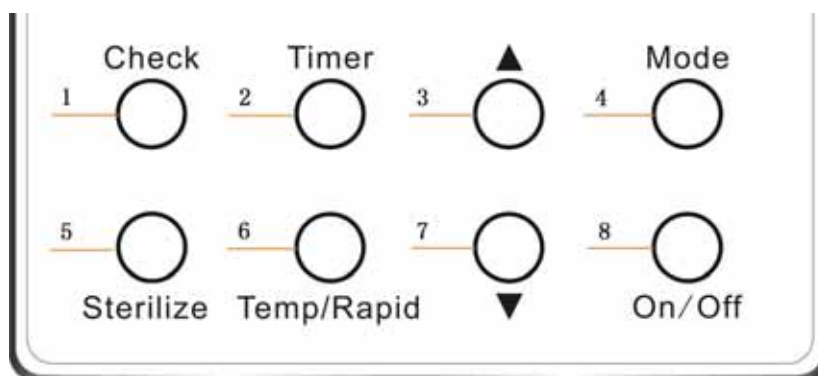 Check Timer ▲ Mode
1 2 3 4
5 6 7 8
Sterilize Temp/Rapid ▼ On/Off